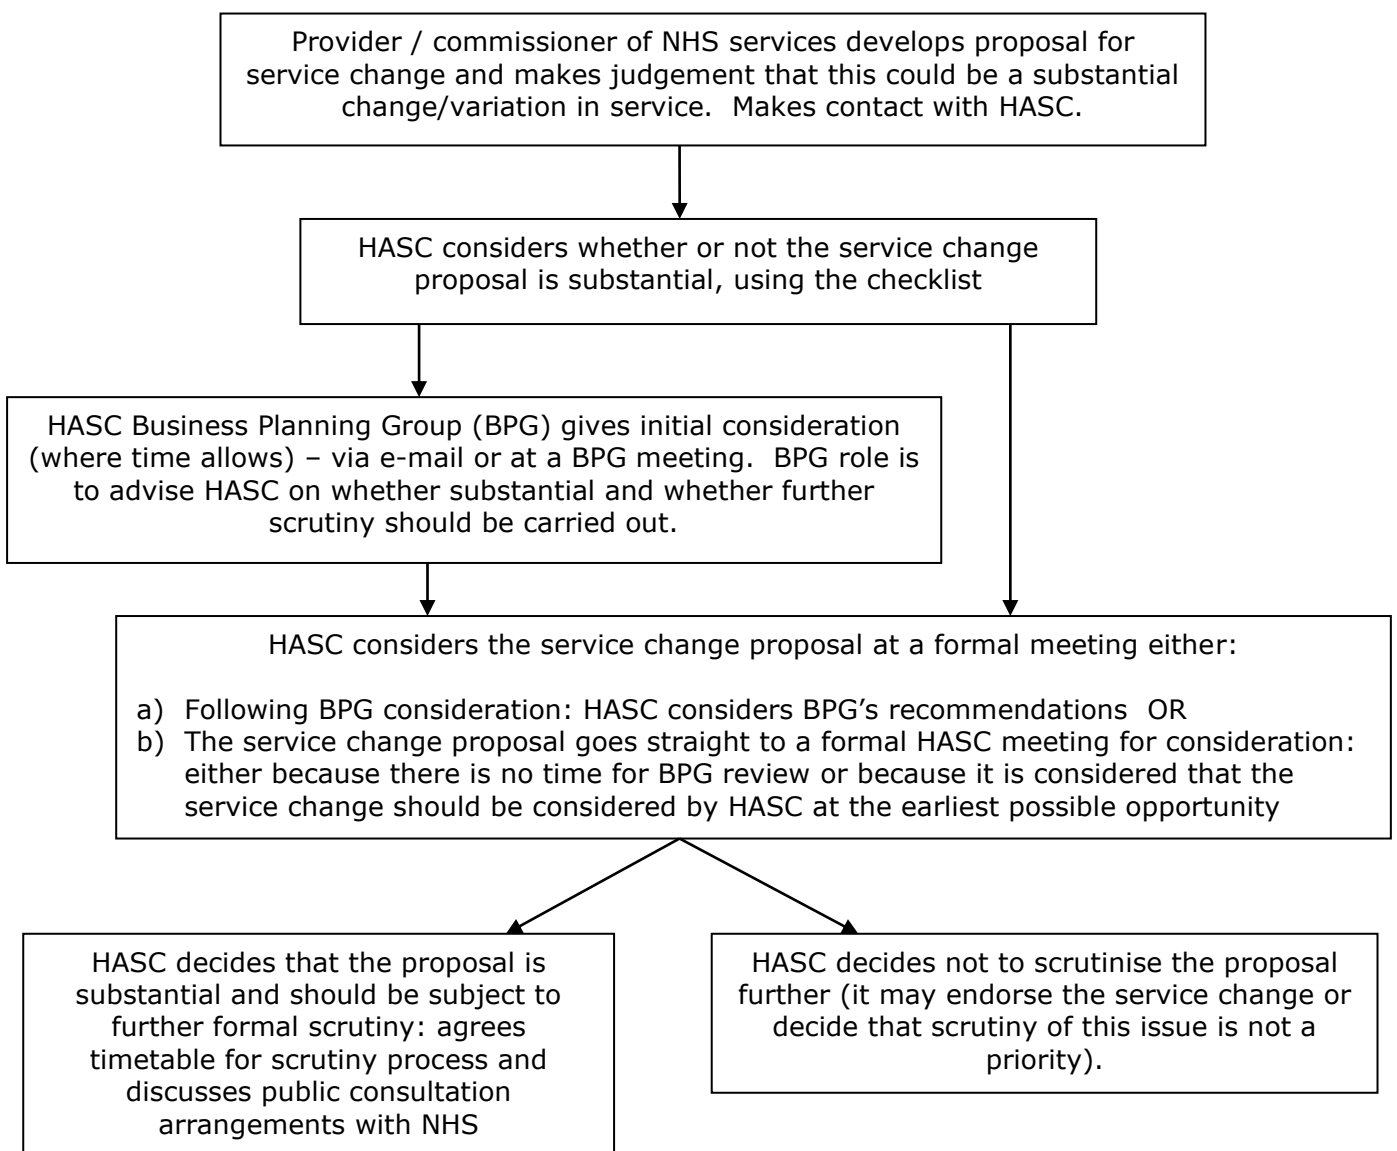 Provider / commissioner of NHS services develops proposal for
service change and makes judgement that this could be a substantial
change/variation in service.  Makes contact with HASC.
HASC considers whether or not the service change
proposal is substantial, using the checklist
HASC Business Planning Group (BPG) gives initial consideration
(where time allows) – via e-mail or at a BPG meeting.  BPG role is
to advise HASC on whether substantial and whether further
scrutiny should be carried out.
HASC considers the service change proposal at a formal meeting either:
a) Following BPG consideration: HASC considers BPG’s recommendations  OR
b) The service change proposal goes straight to a formal HASC meeting for consideration:
either because there is no time for BPG review or because it is considered that the
service change should be considered by HASC at the earliest possible opportunity
HASC decides that the proposal is
substantial and should be subject to
further formal scrutiny: agrees
timetable for scrutiny process and
discusses public consultation
arrangements with NHS
HASC decides not to scrutinise the proposal
further (it may endorse the service change or
decide that scrutiny of this issue is not a
priority).